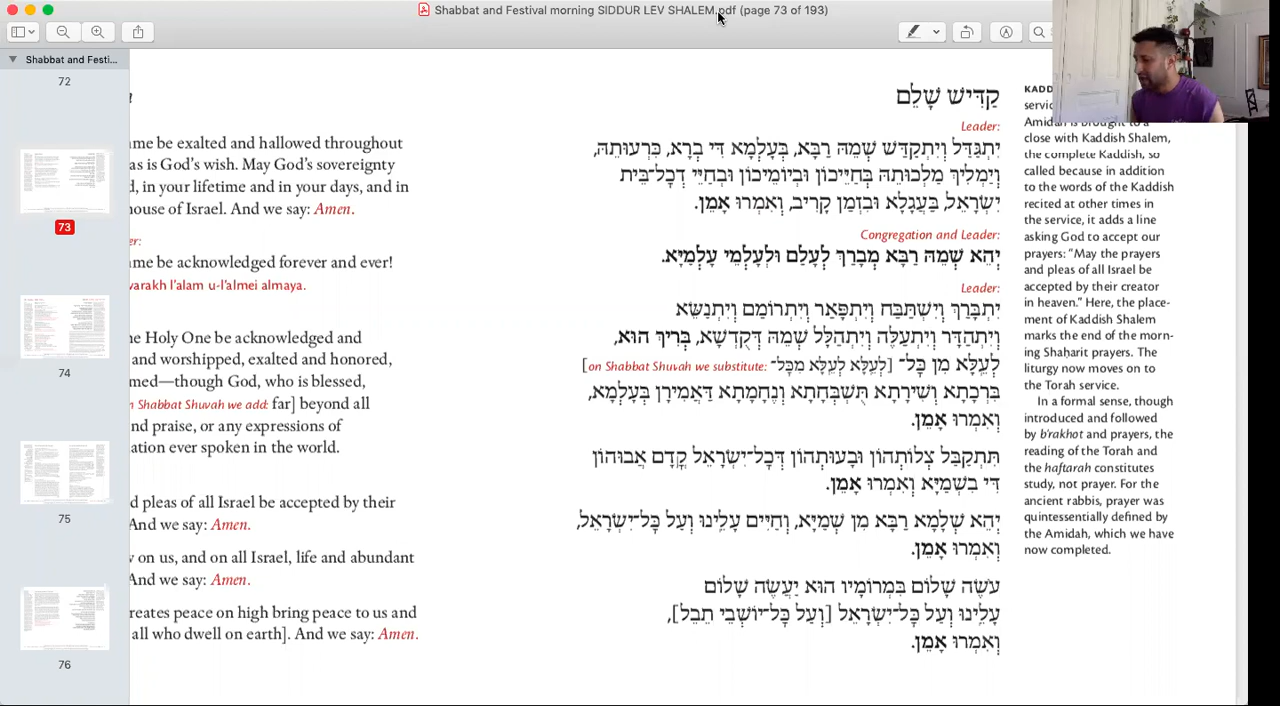 Shabbat and Festival morning SIDDUR LEV SHALEM.pdf (page 73 of 193)
Shabbat and Festi...
72
73
74
75
76
me be exalted and hallowed throughout
as is God's wish. May God's sovereignty
d, in your lifetime and in your days, and in
house of Israel. And we say: Amen.
er:
me be acknowledged forever and ever!
varakh l'alam u-l'almei almaya.
e Holy One be acknowledged and
and worshipped, exalted and honored,
med—though God, who is blessed,
n Shabbat Shuvah we add: far] beyond all
nd praise, or any expressions of
ation ever spoken in the world.
d pleas of all Israel be accepted by their
And we say: Amen.
v on us, and on all Israel, life and abundant
And we say: Amen.
reates peace on high bring peace to us and
all who dwell on earth]. And we say: Amen.
קַדִּישׁ שָׁלֵם
Leader:
יִתְגַּדַּל וְיִתְקַדַּשׁ שְׁמֵהּ רַבָּא, בְּעָלְמָא דִּי בְרָא, כִּרְעוּתֵהּ,
וְיַמְלִיךְ מַלְכוּתֵהּ בְּחַיֵּיכוֹן וּבְיוֹמֵיכוֹן וּבְחַיֵּי דְכָל־בֵּית
יִשְׂרָאֵל, בַּעֲגָלָא וּבִזְמַן קָרִיב, וְאִמְרוּ אָמֵן.
Congregation and Leader:
יְהֵא שְׁמֵהּ רַבָּא מְבָרַךְ לְעָלַם וּלְעָלְמֵי עָלְמַיָּא.
Leader:
יִתְבָּרַךְ וְיִשְׁתַּבַּח וְיִתְפָּאַר וְיִתְרוֹמַם וְיִתְנַשֵּׂא
וְיִתְהַדָּר וְיִתְעַלֶּה וְיִתְהַלָּל שְׁמֵהּ דְּקֻדְשָׁא, בְּרִיךְ הוּא,
לְעֵלָּא מִן כָּל־ [לְעֵלָּא לְעֵלָּא מִכָּל־ on Shabbat Shuvah we substitute:]
בִּרְכָתָא וְשִׁירָתָא תֻּשְׁבְּחָתָא וְנֶחָמָתָא דַּאֲמִירָן בְּעָלְמָא,
וְאִמְרוּ אָמֵן.
תִּתְקַבַּל צְלוֹתְהוֹן וּבָעוּתְהוֹן דְּכָל־יִשְׂרָאֵל קֳדָם אֲבוּהוֹן
דִּי בִשְׁמַיָּא וְאִמְרוּ אָמֵן.
יְהֵא שְׁלָמָא רַבָּא מִן שְׁמַיָּא, וְחַיִּים עָלֵינוּ וְעַל כָּל־יִשְׂרָאֵל,
וְאִמְרוּ אָמֵן.
עֹשֶׂה שָׁלוֹם בִּמְרוֹמָיו הוּא יַעֲשֶׂה שָׁלוֹם
עָלֵינוּ וְעַל כָּל־יִשְׂרָאֵל [וְעַל כָּל־יוֹשְׁבֵי תֵבֵל],
וְאִמְרוּ אָמֵן.
KADD
servic
Amidah is brought to a
close with Kaddish Shalem,
the complete Kaddish, so
called because in addition
to the words of the Kaddish
recited at other times in
the service, it adds a line
asking God to accept our
prayers: "May the prayers
and pleas of all Israel be
accepted by their creator
in heaven." Here, the place-
ment of Kaddish Shalem
marks the end of the morn-
ing Shaḥarit prayers. The
liturgy now moves on to
the Torah service.
In a formal sense, though
introduced and followed
by b'rakhot and prayers, the
reading of the Torah and
the haftarah constitutes
study, not prayer. For the
ancient rabbis, prayer was
quintessentially defined by
the Amidah, which we have
now completed.